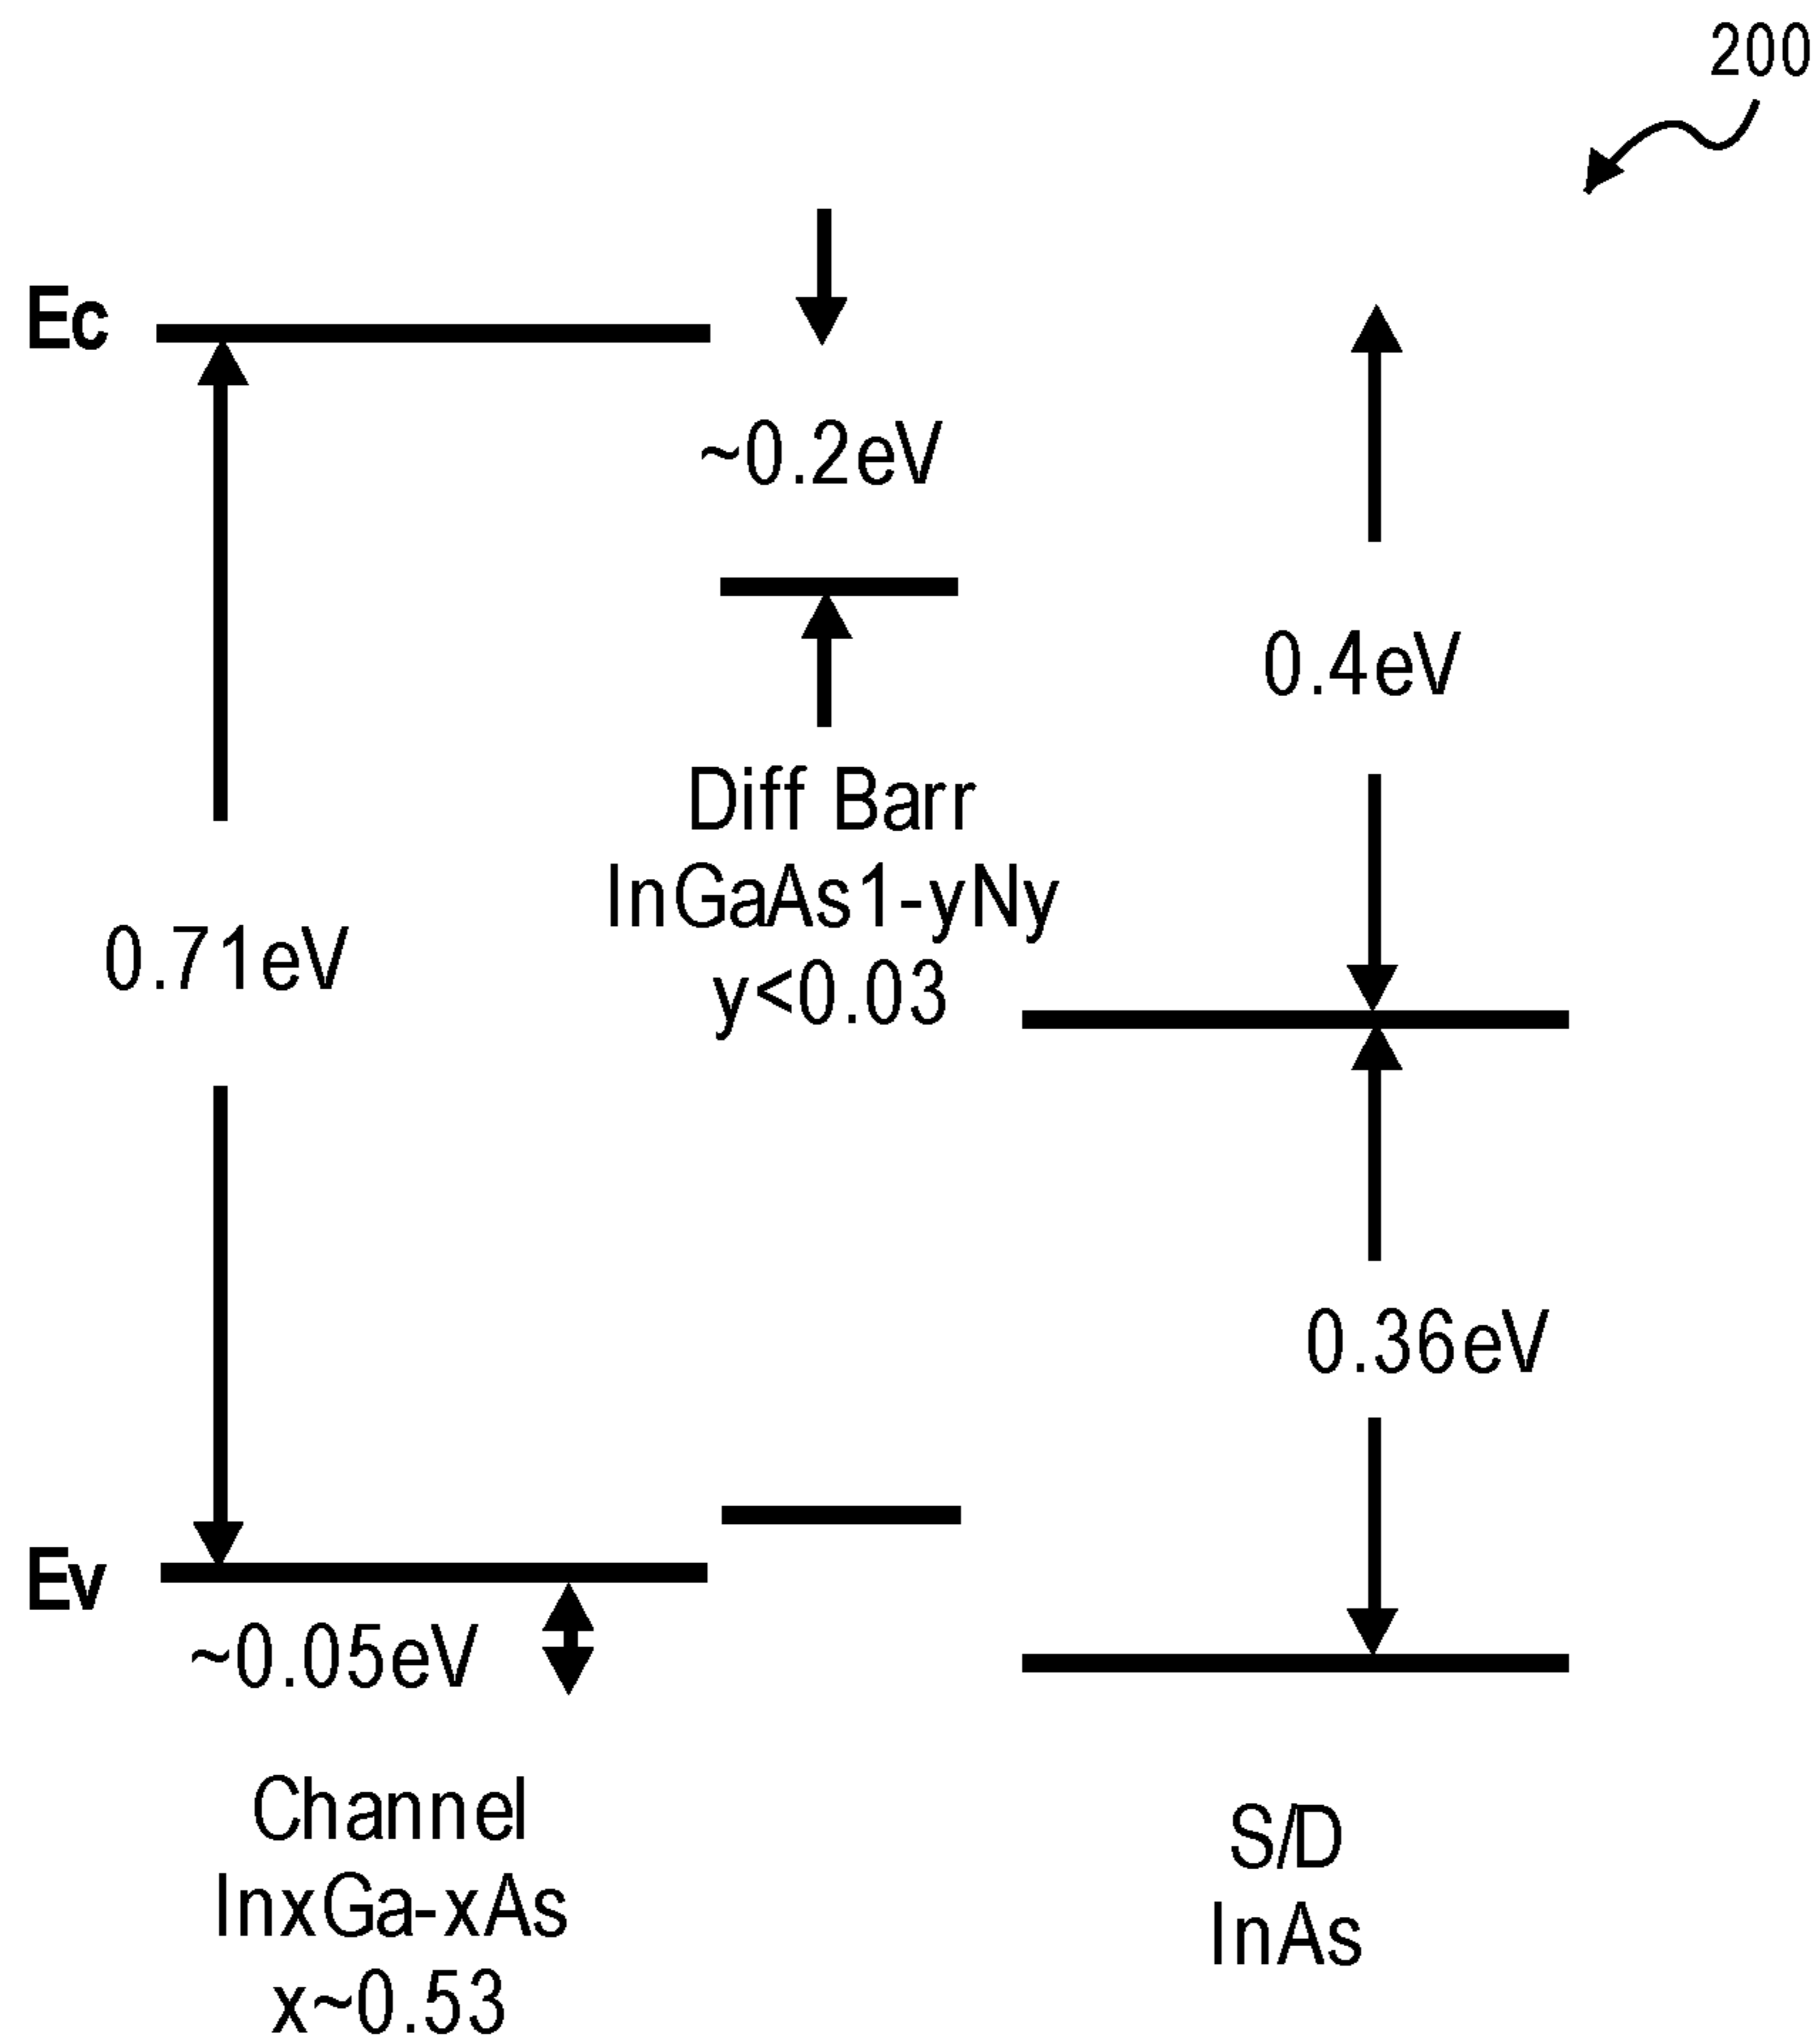 200
Ec
~0.2eV
0.4eV
Diff Barr
InGaAs1-yNy
y<0.03
0.71eV
0.36eV
Ev
~0.05eV
Channel
InxGa-xAs
x~0.53
S/D
InAs